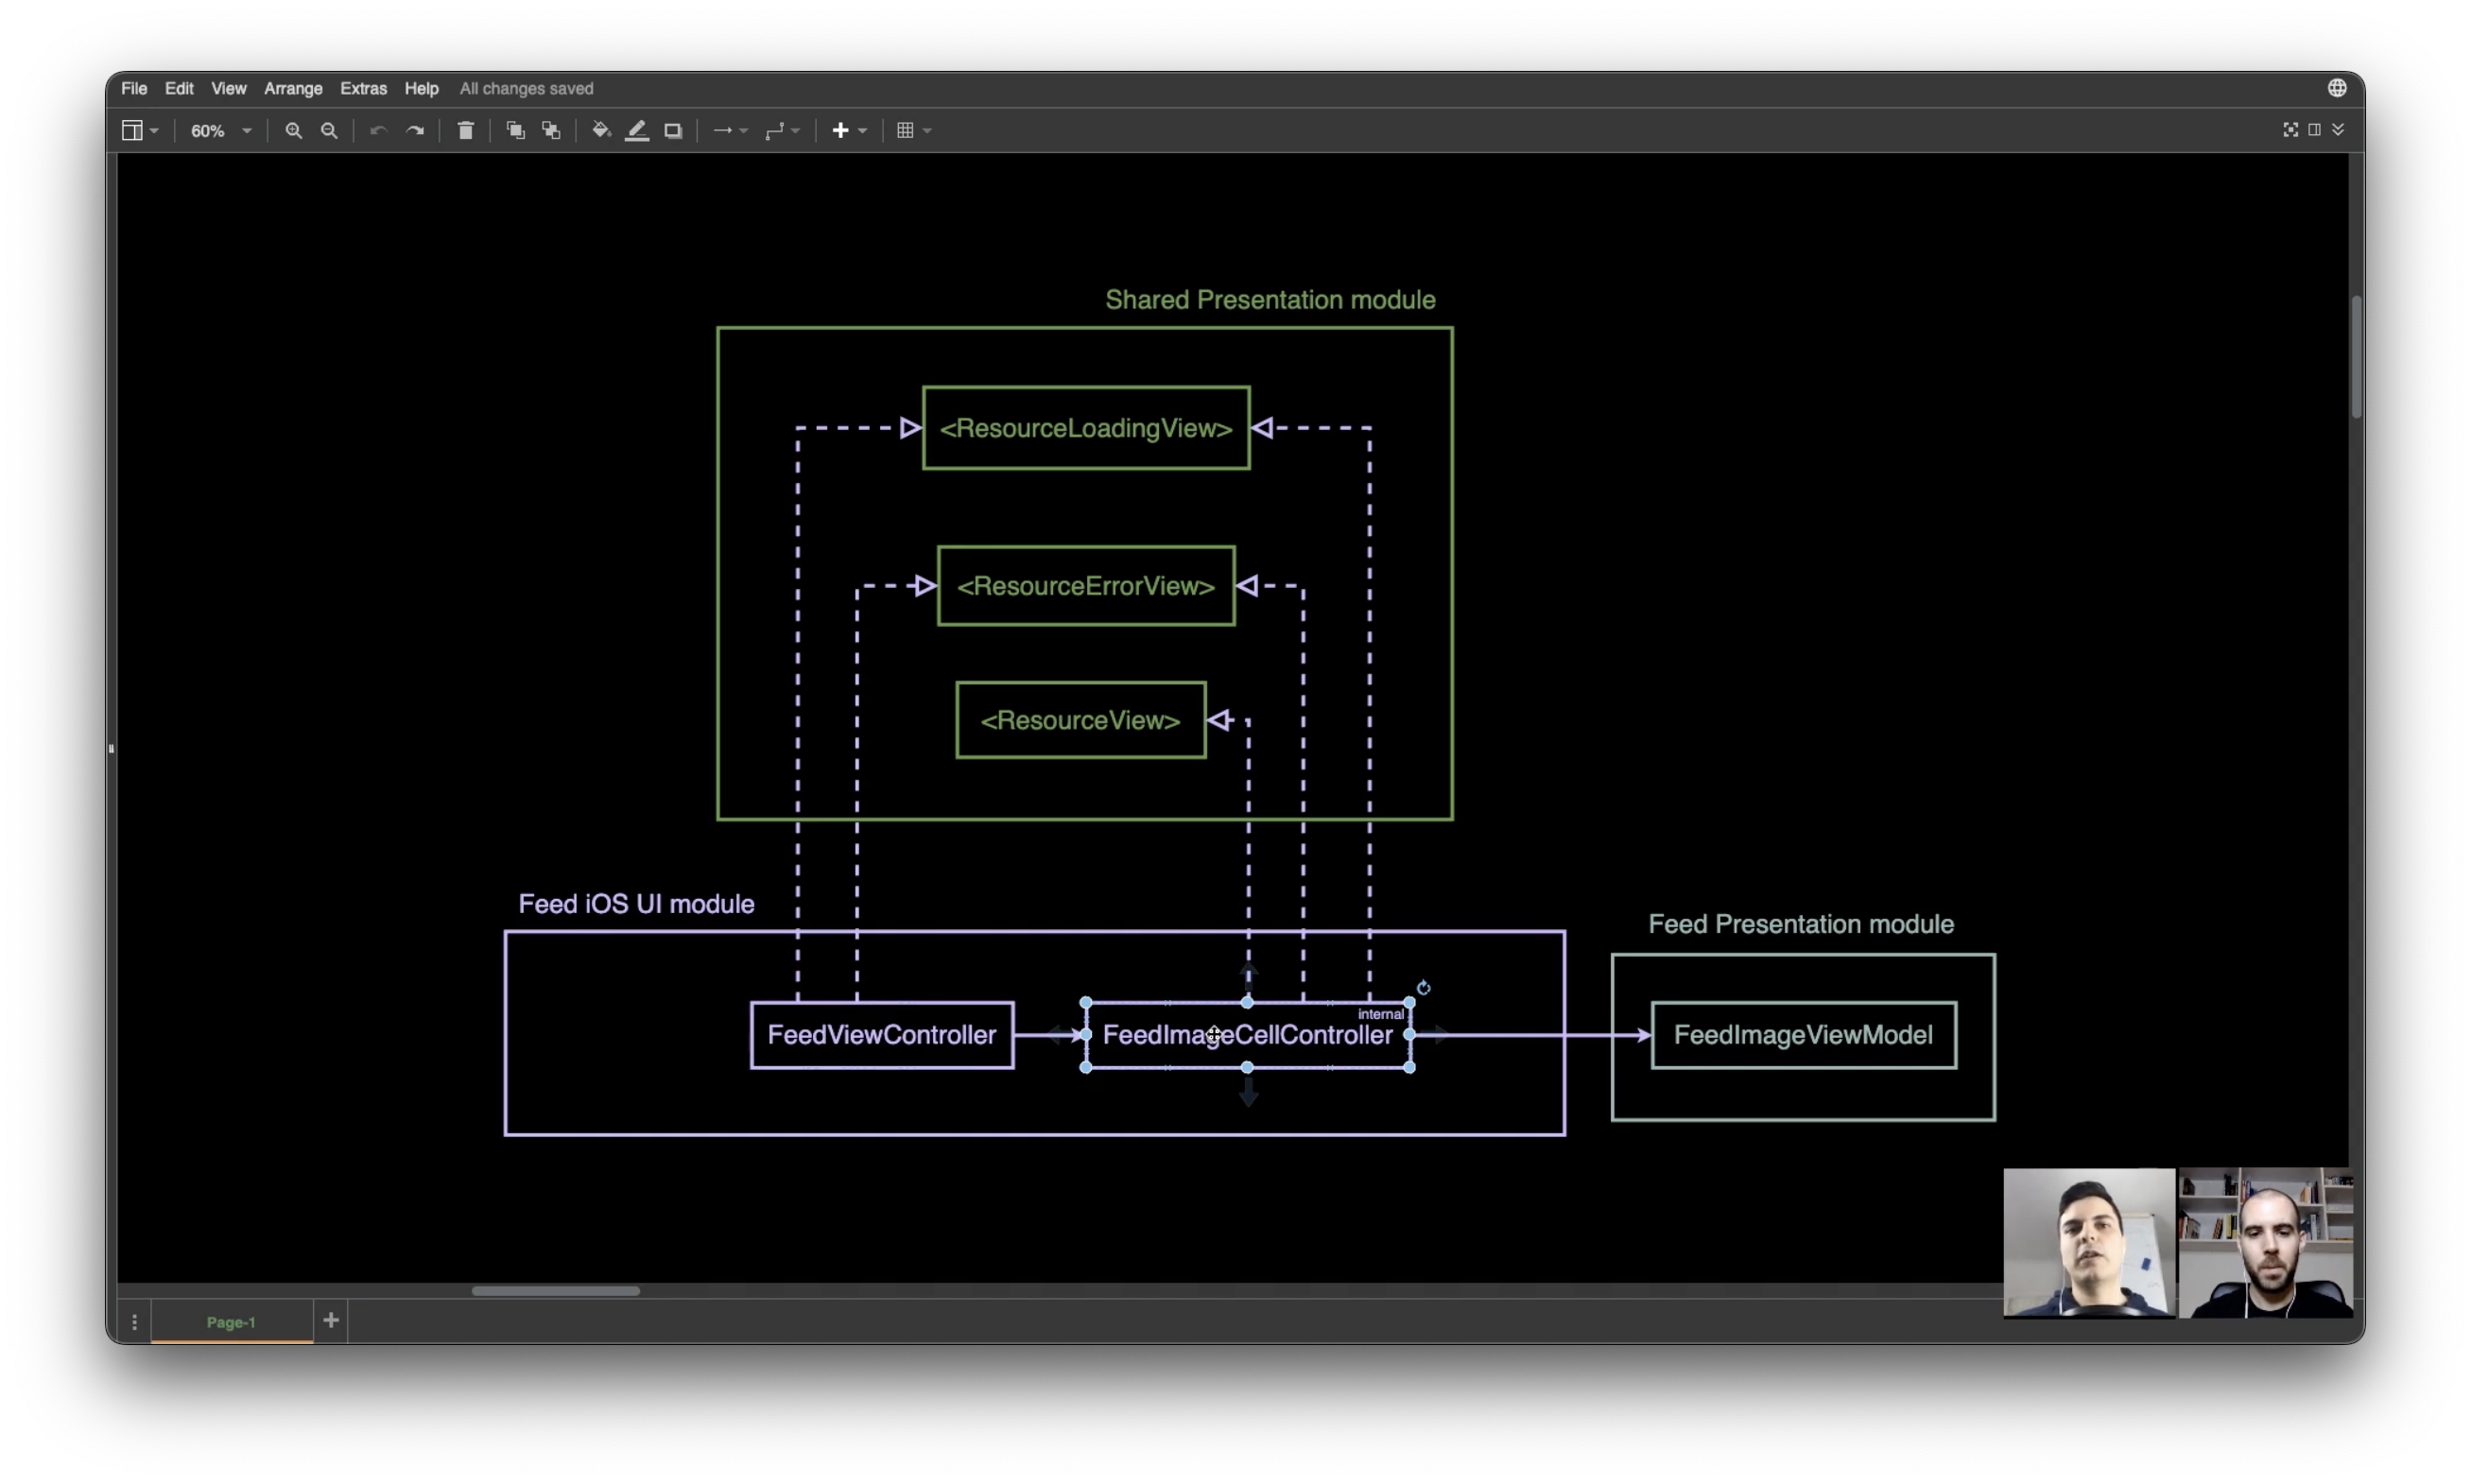 File Edit View Arrange Extras Help All changes saved
60%
Shared Presentation module
<ResourceLoadingView>
<ResourceErrorView>
<ResourceView>
Feed iOS UI module
Feed Presentation module
internal
FeedViewController
FeedImageCellController
FeedImageViewModel
Page-1